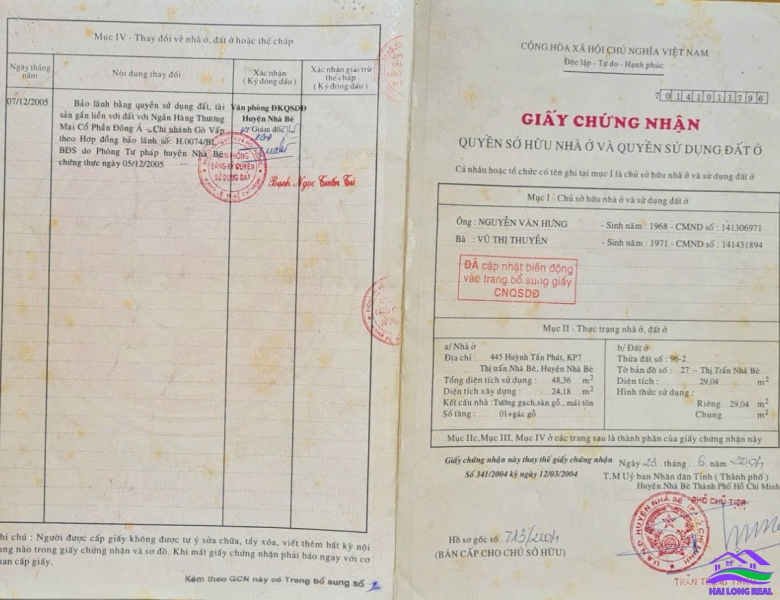 Mục IV - Thay đổi về nhà ở, đất ở hoặc thế chấp
Ngày tháng năm
Nội dung thay đổi
Xác nhận (Ký đóng dấu)
Xác nhận giải trừ thế chấp (Ký đóng dấu)
07/12/2005
Bảo lãnh bằng quyền sử dụng đất, tài
sản gắn liền với đất với Ngân Hàng Thương
Mại Cổ Phần Đông Á - Chi nhánh Gò Vấp
theo Hợp đồng bảo lãnh số: H.0074/BL
BĐS do Phòng Tư pháp huyện Nhà Bè
chứng thực ngày 05/12/2005
Văn phòng ĐKQSDĐ
Huyện Nhà Bè
Giám đốc
VĂN PHÒNG
ĐĂNG KÝ QUYỀN
SỬ DỤNG ĐẤT
Banh Ngọc Tuấn Tú
hi chú : Người được cấp giấy không được tự ý sửa chữa, tẩy xóa, viết thêm bất kỳ nội
ung nào trong giấy chứng nhận và sơ đồ. Khi mất giấy chứng nhận phải báo ngay với cơ
uan cấp giấy.
Kèm theo GCN này có Trang bổ sung số 2
CỘNG HÒA XÃ HỘI CHỦ NGHĨA VIỆT NAM
Độc lập - Tự do - Hạnh phúc
70141011796
GIẤY CHỨNG NHẬN
QUYỀN SỞ HỮU NHÀ Ở VÀ QUYỀN SỬ DỤNG ĐẤT Ở
Cá nhân hoặc tổ chức có tên ghi tại mục I là chủ sở hữu nhà ở và sử dụng đất ở
Mục I - Chủ sở hữu nhà ở và sử dụng đất ở
Ông : NGUYỄN VĂN HƯNG - Sinh năm : 1968 - CMND số : 141306971
Bà : VŨ THỊ THUYÊN - Sinh năm : 1971 - CMND số : 141431894
ĐÃ cập nhật biến động
vào trang bổ sung giấy
CNQSDĐ
Mục II - Thực trạng nhà ở, đất ở
a/ Nhà ở
Địa chỉ : 445 Huỳnh Tấn Phát, KP7
Thị trấn Nhà Bè, Huyện Nhà Bè
Tổng diện tích sử dụng : 48,36 m2
Diện tích xây dựng : 24,18 m2
Kết cấu nhà : Tường gạch,sàn gỗ , mái tôn
Số tầng : 01+gác gỗ
b/ Đất ở
Thửa đất số : 96-2
Tờ bản đồ số : 27 - Thị Trấn Nhà Bè
Diện tích : 29,04 m2
Hình thức sử dụng :
Riêng 29,04 m2
Chung m2
Mục IIc,Mục III, Mục IV ở các trang sau là thành phần của giấy chứng nhận này
Giấy chứng nhận này thay thế giấy chứng nhận
Số 341/2004 ký ngày 12/03/2004
Ngày 23 tháng 6 năm 2004
T,M Uỷ ban Nhân dân Tỉnh ( Thành phố )
Huyện Nhà Bè Thành Phố Hồ Chí Minh
PHÓ CHỦ TỊCH
Hồ sơ gốc số 713/2004
(BẢN CẤP CHO CHỦ SỞ HỮU)
HAI LONG REAL